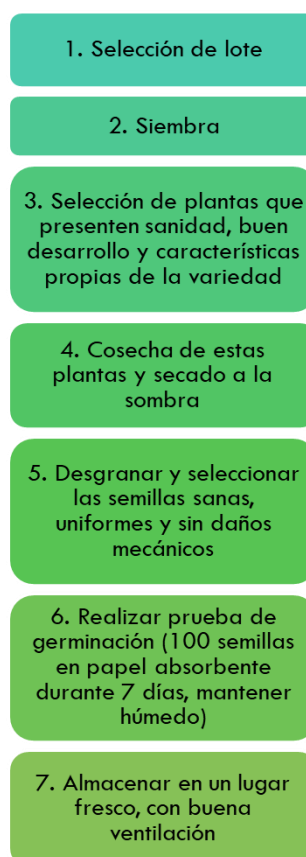 1. Selección de lote
2. Siembra
3. Selección de plantas que
presenten sanidad, buen
desarrollo y características
propias de la variedad
4. Cosecha de estas
plantas y secado a la
sombra
5. Desgranar y seleccionar
las semillas sanas,
uniformes y sin daños
mecánicos
6. Realizar prueba de
germinación (100 semillas
en papel absorbente
durante 7 días, mantener
húmedo)
7. Almacenar en un lugar
fresco, con buena
ventilación